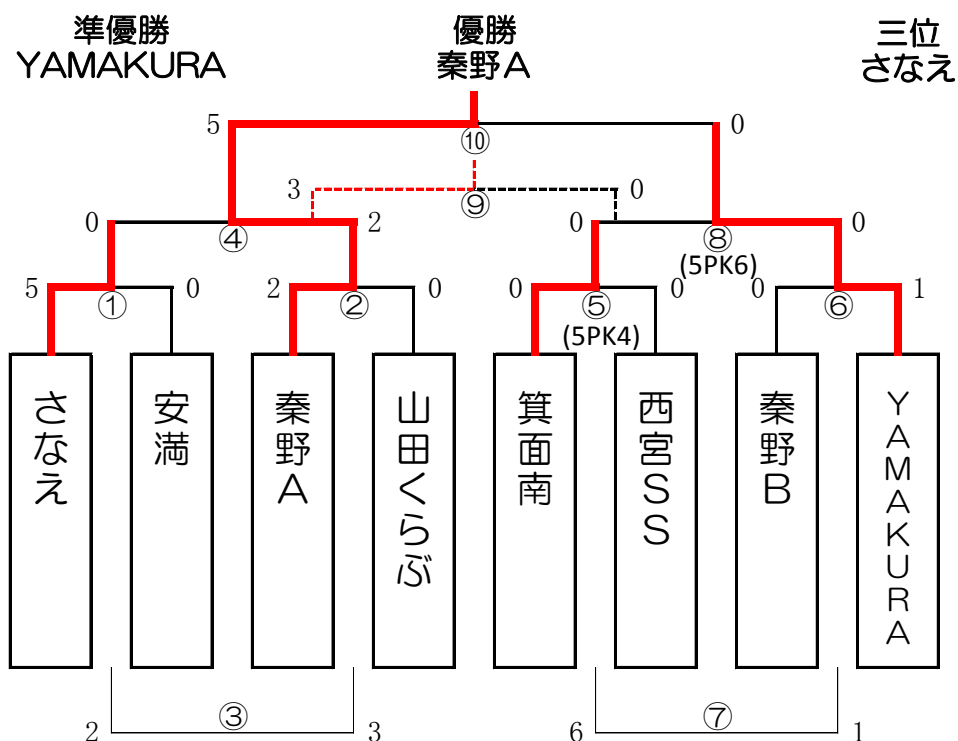 準優勝
YAMAKURA
優勝
秦野A
三位
さなえ
5
⑩
0
3
⑨
0
0
④
2
0
⑧
0
(5PK6)
5
①
0
2
②
0
0
⑤
0
(5PK4)
0
⑥
1
さなえ
安満
秦野A
山田くらぶ
箕面南
西宮SS
秦野B
YAMAKURA
2
③
3
6
⑦
1